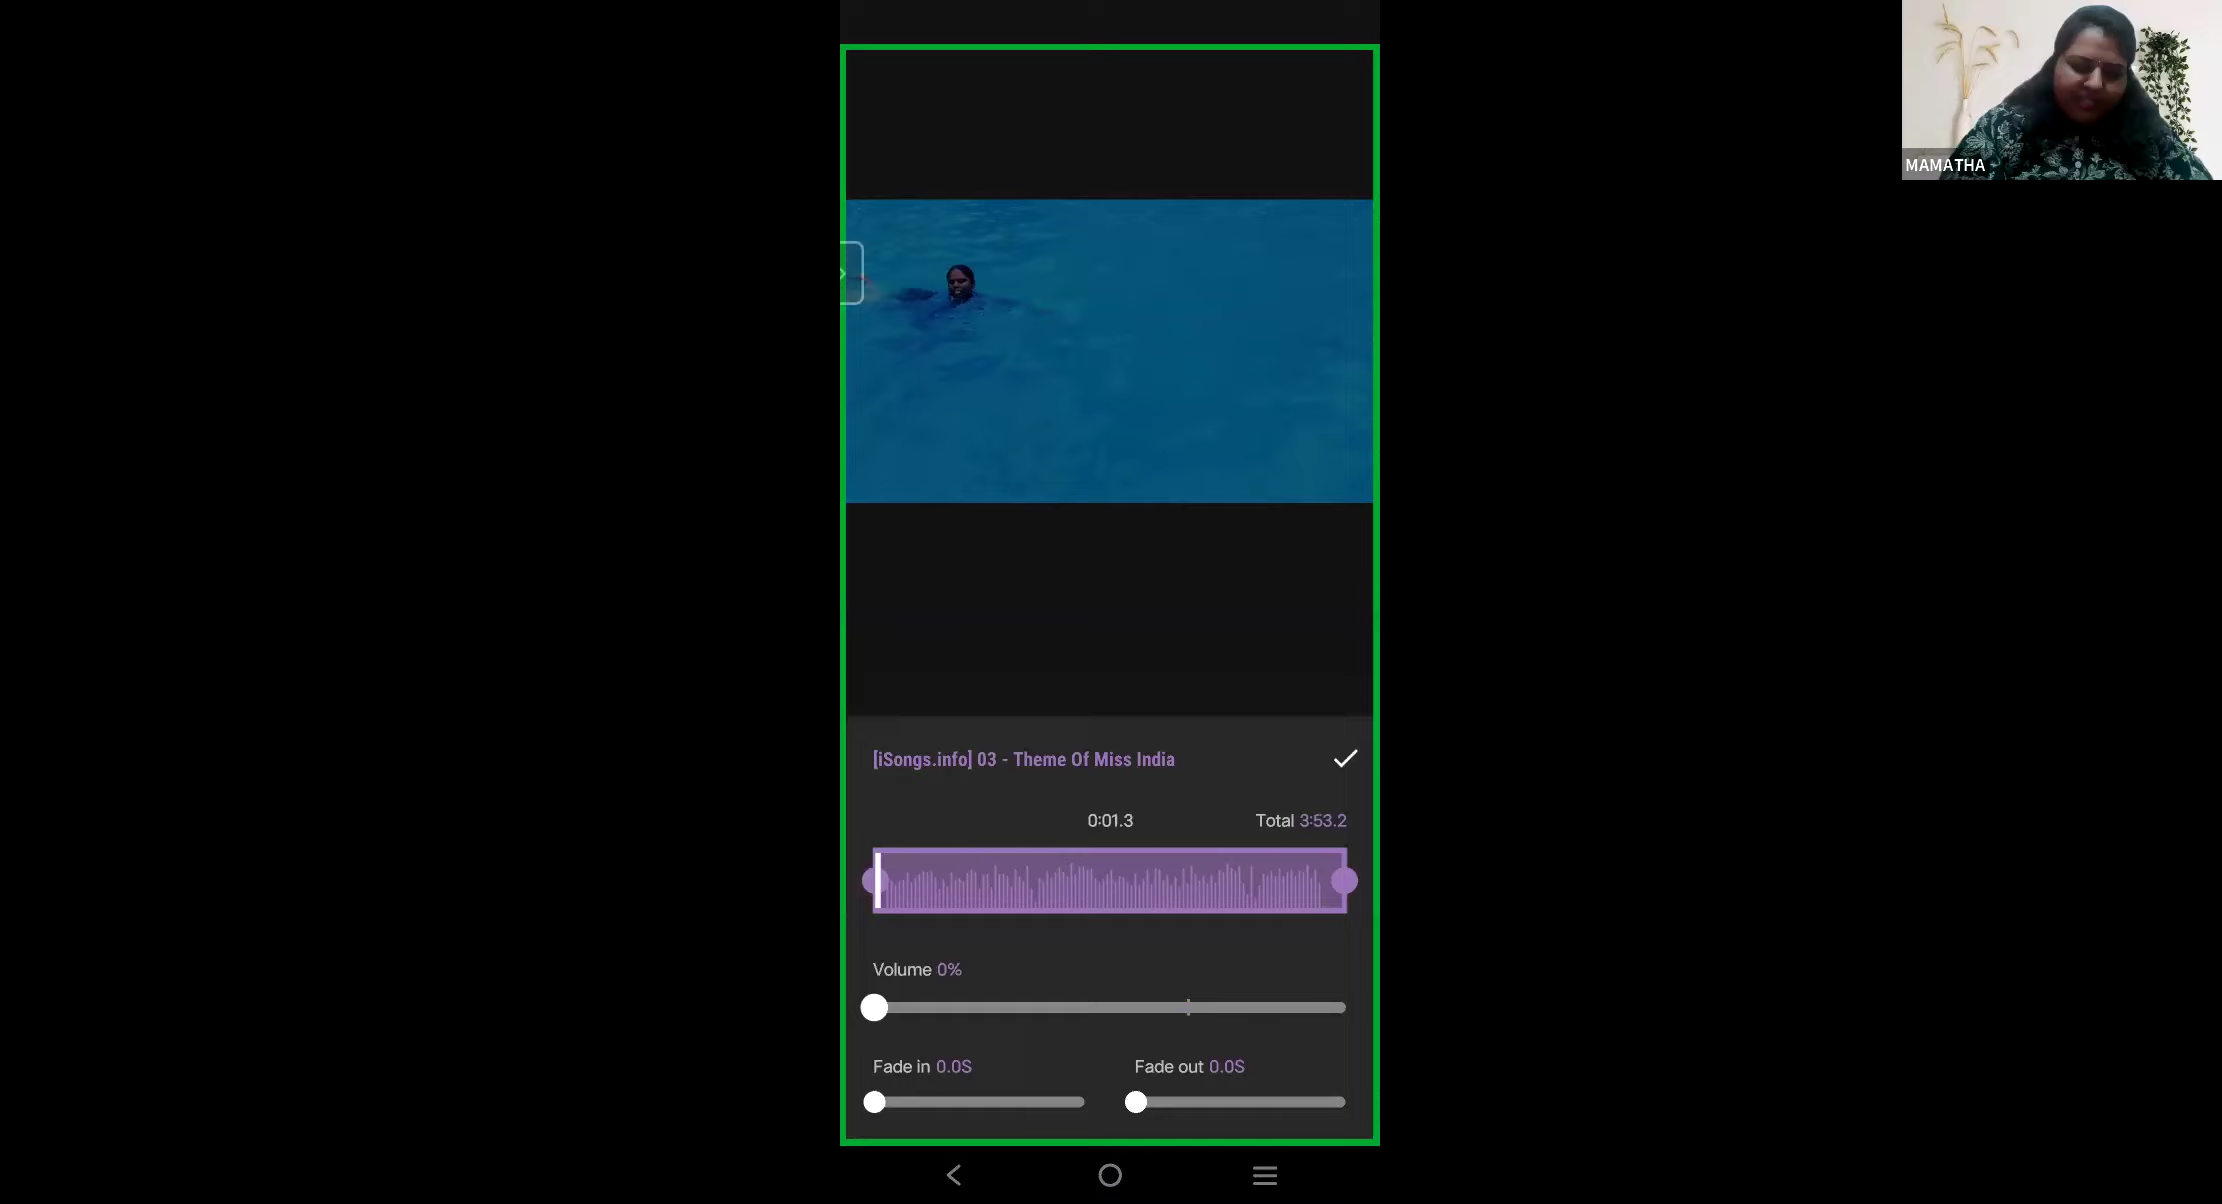 MAMATHA
[iSongs.info] 03 - Theme Of Miss India
0:01.3
Total 3:53.2
Volume 0%
Fade in 0.0S
Fade out 0.0S